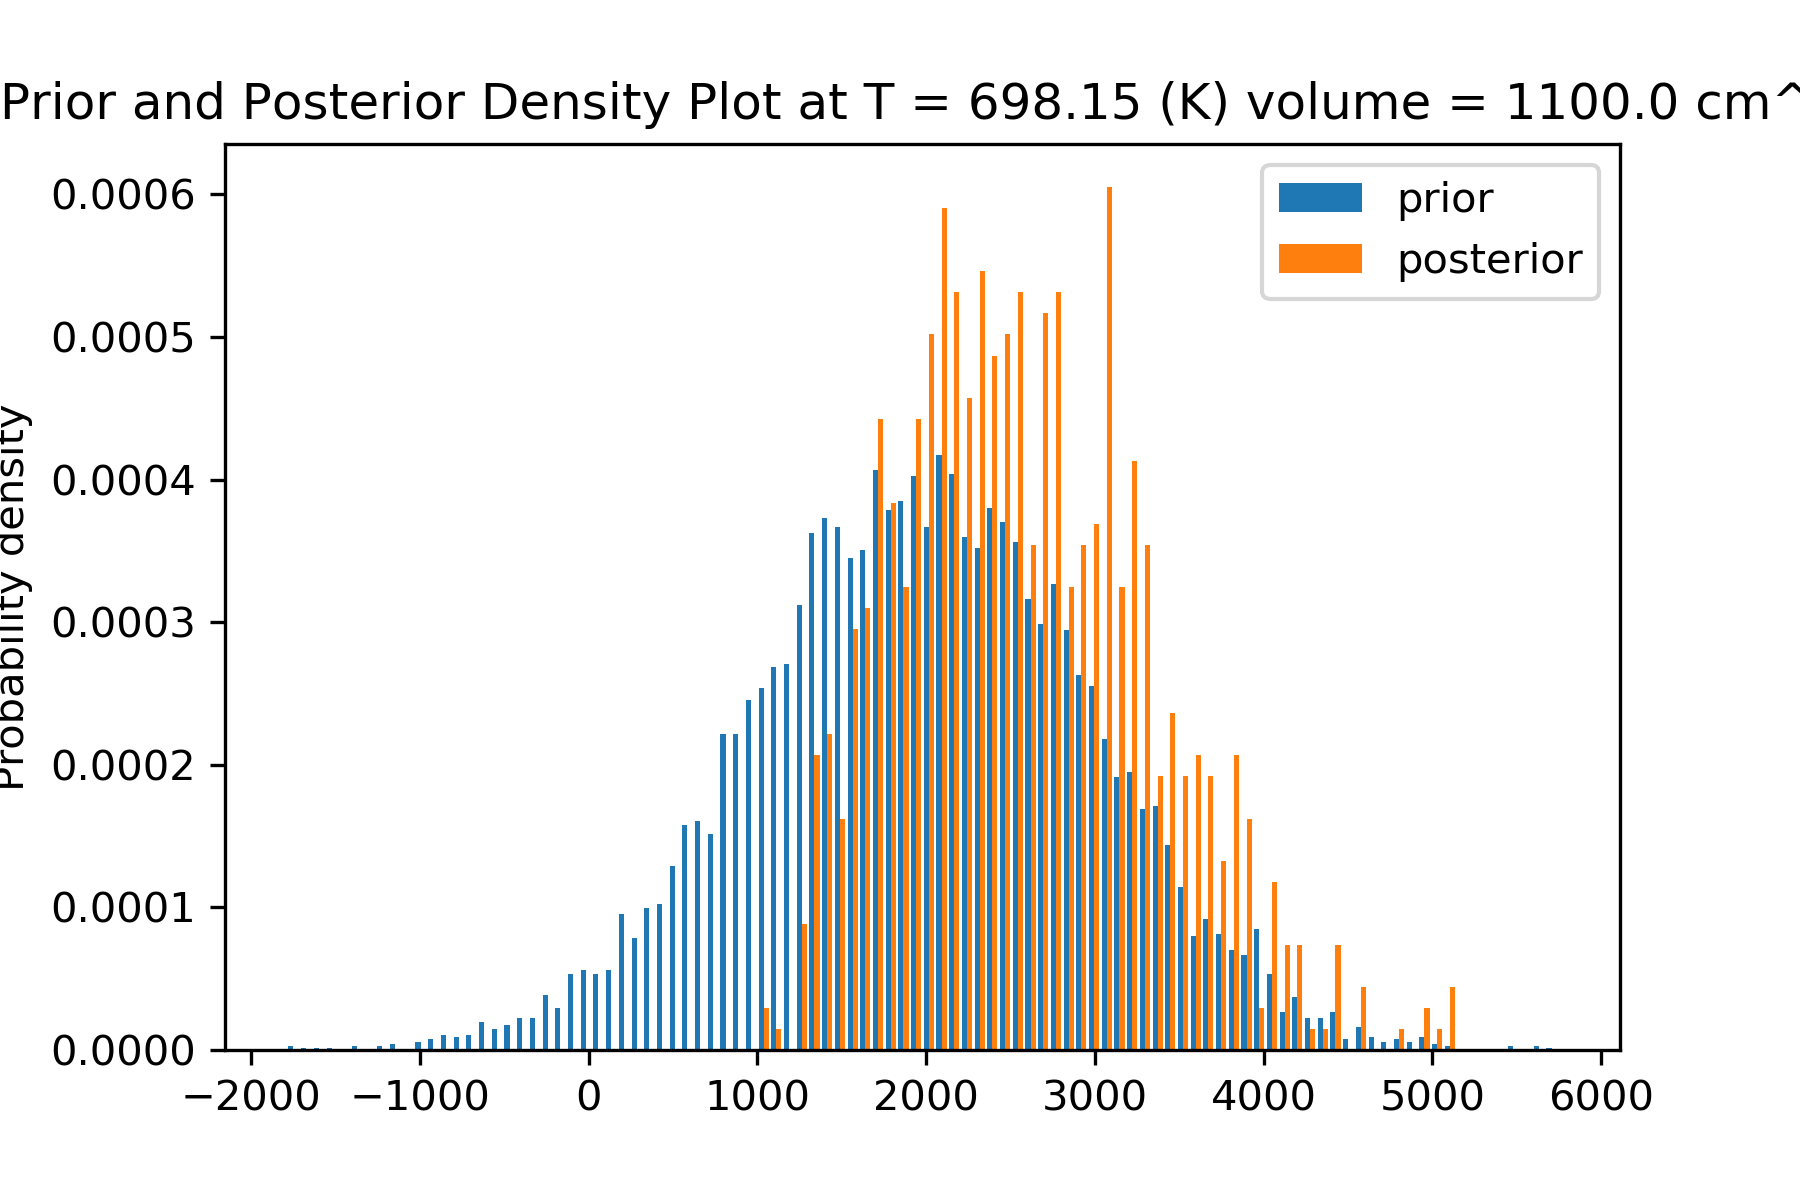 Prior and Posterior Density Plot at T = 698.15 (K) volume = 1100.0 cm^
prior
posterior
Probability density
0.0006
0.0005
0.0004
0.0003
0.0002
0.0001
0.0000
−2000 −1000 0 1000 2000 3000 4000 5000 6000